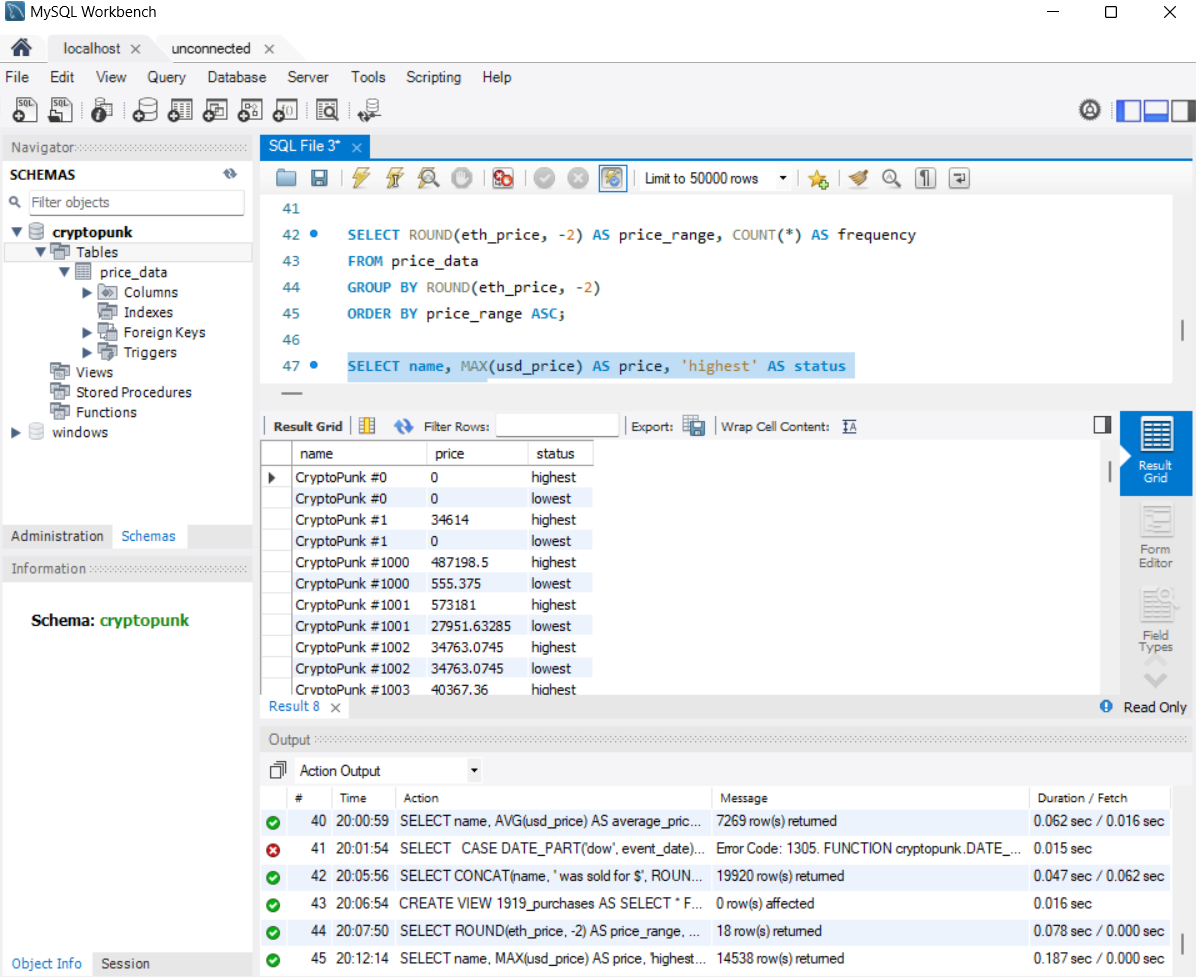 MySQL Workbench
localhost
unconnected
File Edit View Query Database Server Tools Scripting Help
Navigator
SCHEMAS
Filter objects
cryptopunk
Tables
price_data
Columns
Indexes
Foreign Keys
Triggers
Views
Stored Procedures
Functions
windows
Administration Schemas
Information
Schema: cryptopunk
Object Info Session
SQL File 3*
Limit to 50000 rows
41
42 SELECT ROUND(eth_price, -2) AS price_range, COUNT(*) AS frequency
43 FROM price_data
44 GROUP BY ROUND(eth_price, -2)
45 ORDER BY price_range ASC;
46
47 SELECT name, MAX(usd_price) AS price, 'highest' AS status
Result Grid Filter Rows: Export: Wrap Cell Content:
name price status
CryptoPunk #0 0 highest
CryptoPunk #0 0 lowest
CryptoPunk #1 34614 highest
CryptoPunk #1 0 lowest
CryptoPunk #1000 487198.5 highest
CryptoPunk #1000 555.375 lowest
CryptoPunk #1001 573181 highest
CryptoPunk #1001 27951.63285 lowest
CryptoPunk #1002 34763.0745 highest
CryptoPunk #1002 34763.0745 lowest
CryptoPunk #1003 40367.36 highest
Result Grid
Form Editor
Field Types
Result 8
Read Only
Output
Action Output
# Time Action Message Duration / Fetch
40 20:00:59 SELECT name, AVG(usd_price) AS average_pric... 7269 row(s) returned 0.062 sec / 0.016 sec
41 20:01:54 SELECT CASE DATE_PART('dow', event_date)... Error Code: 1305. FUNCTION cryptopunk.DATE_... 0.015 sec
42 20:05:56 SELECT CONCAT(name, ' was sold for $', ROUN... 19920 row(s) returned 0.047 sec / 0.062 sec
43 20:06:54 CREATE VIEW 1919_purchases AS SELECT * F... 0 row(s) affected 0.016 sec
44 20:07:50 SELECT ROUND(eth_price, -2) AS price_range, ... 18 row(s) returned 0.078 sec / 0.000 sec
45 20:12:14 SELECT name, MAX(usd_price) AS price, 'highest... 14538 row(s) returned 0.187 sec / 0.000 sec